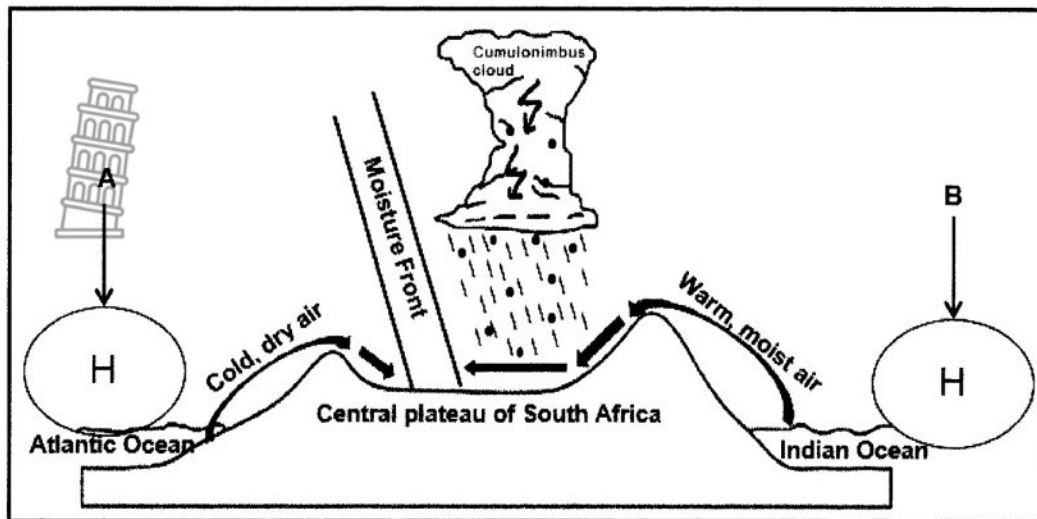 Cumulonimbus
cloud
A
B
Moisture Front
Warm, moist air
Cold, dry air
H
H
Central plateau of South Africa
Atlantic Ocean
Indian Ocean